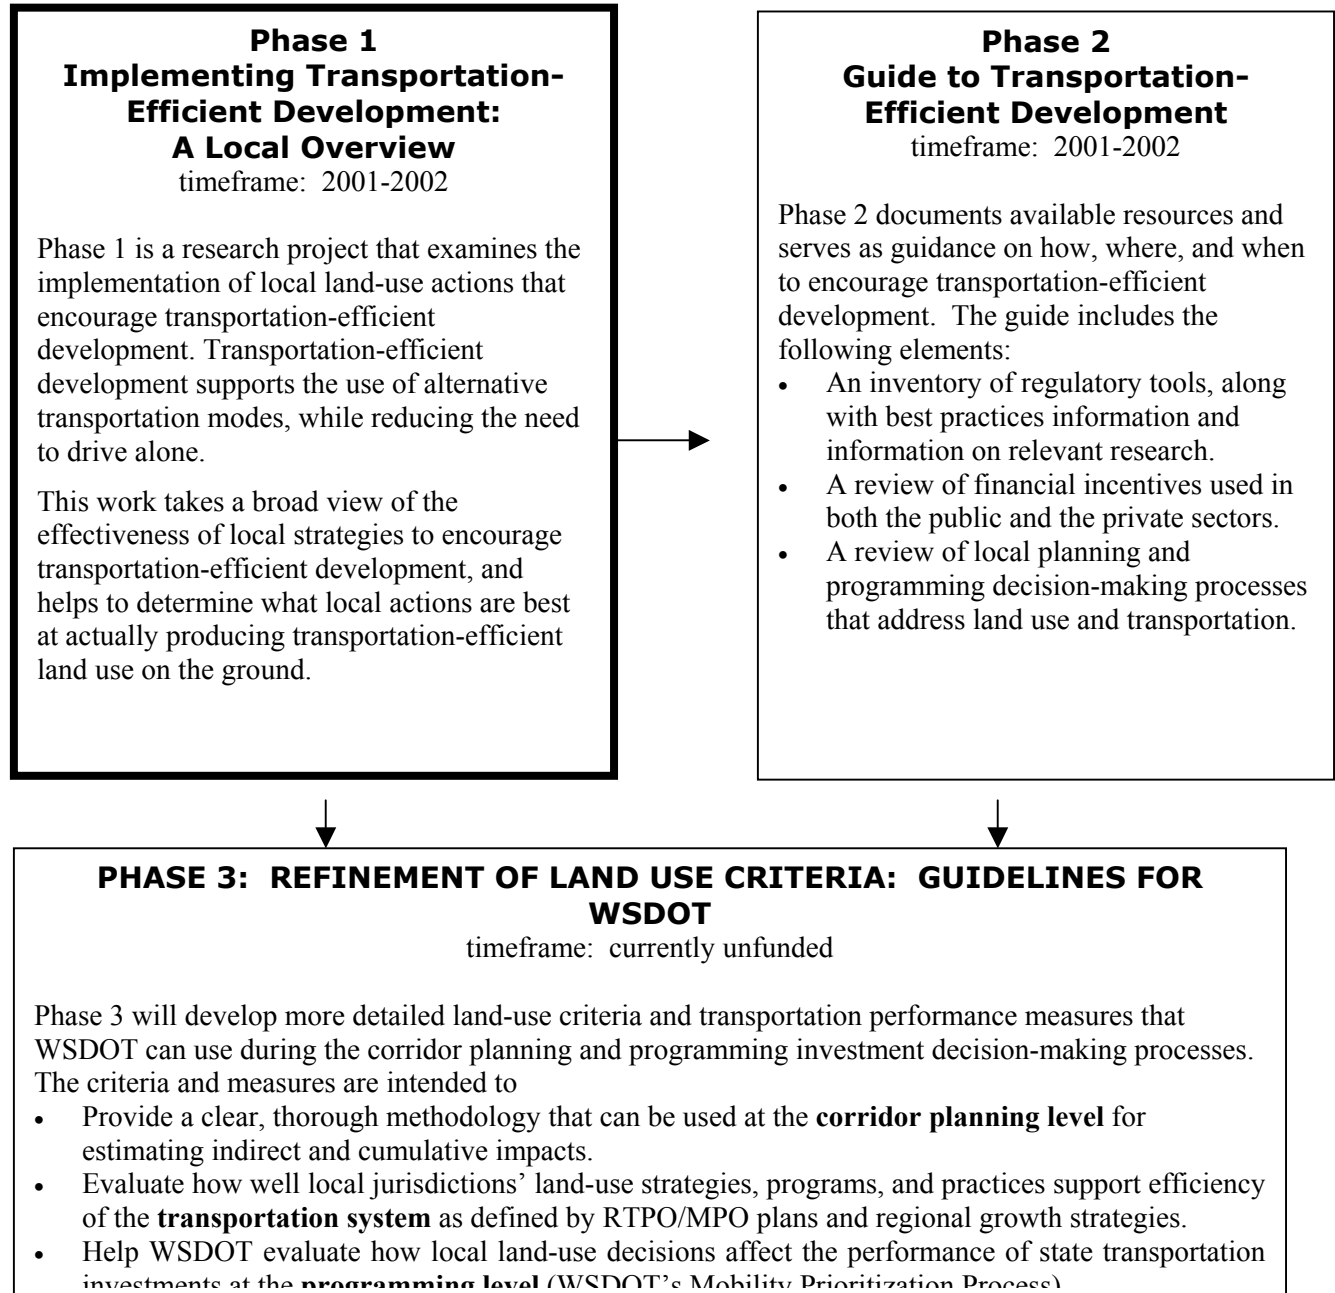 Phase 1
Implementing Transportation-
Efficient Development:
A Local Overview
timeframe: 2001-2002
Phase 1 is a research project that examines the
implementation of local land-use actions that
encourage transportation-efficient
development. Transportation-efficient
development supports the use of alternative
transportation modes, while reducing the need
to drive alone.
This work takes a broad view of the
effectiveness of local strategies to encourage
transportation-efficient development, and
helps to determine what local actions are best
at actually producing transportation-efficient
land use on the ground.
Phase 2
Guide to Transportation-
Efficient Development
timeframe: 2001-2002
Phase 2 documents available resources and
serves as guidance on how, where, and when
to encourage transportation-efficient
development. The guide includes the
following elements:
• An inventory of regulatory tools, along
with best practices information and
information on relevant research.
• A review of financial incentives used in
both the public and the private sectors.
• A review of local planning and
programming decision-making processes
that address land use and transportation.
PHASE 3: REFINEMENT OF LAND USE CRITERIA: GUIDELINES FOR
WSDOT
timeframe: currently unfunded
Phase 3 will develop more detailed land-use criteria and transportation performance measures that
WSDOT can use during the corridor planning and programming investment decision-making processes.
The criteria and measures are intended to
• Provide a clear, thorough methodology that can be used at the corridor planning level for
estimating indirect and cumulative impacts.
• Evaluate how well local jurisdictions' land-use strategies, programs, and practices support efficiency
of the transportation system as defined by RTPO/MPO plans and regional growth strategies.
• Help WSDOT evaluate how local land-use decisions affect the performance of state transportation
investments at the programming level (WSDOT's Mobility Prioritization Process)